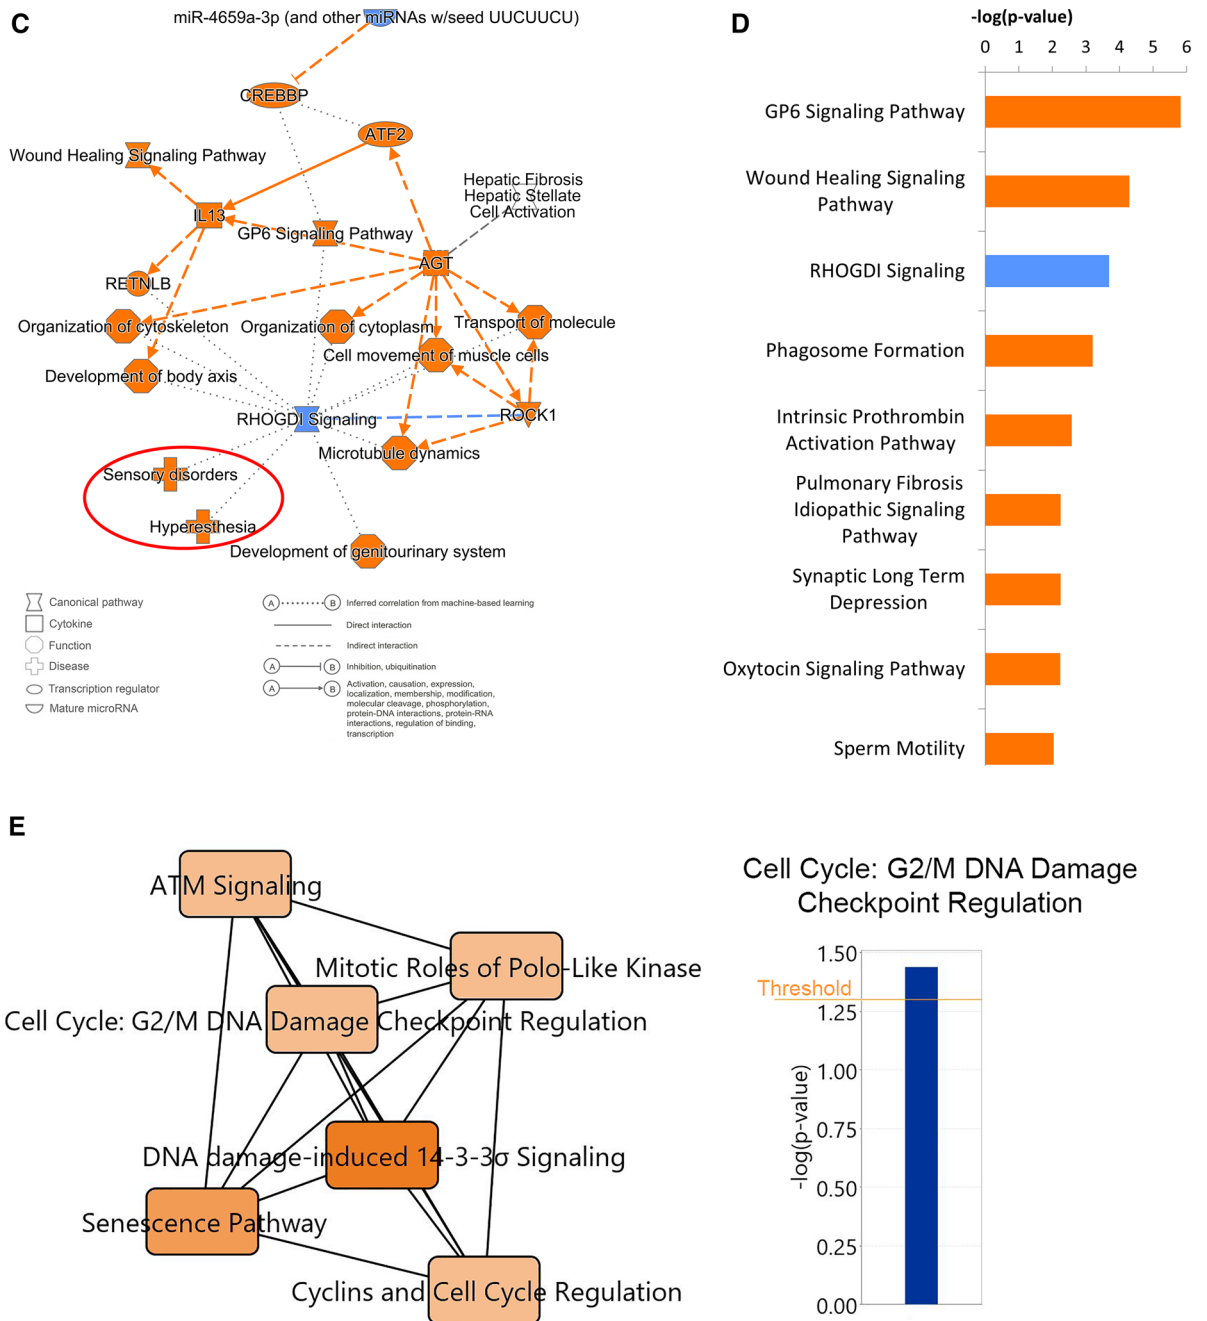 C
miR-4659a-3p (and other miRNAs w/seed UUCUUCU)
CREBBP
ATF2
Wound Healing Signaling Pathway
Hepatic Fibrosis
Hepatic Stellate
Cell Activation
IL13
GP6 Signaling Pathway
AGT
RETNLB
Organization of cytoskeleton
Organization of cytoplasm
Transport of molecule
Cell movement of muscle cells
Development of body axis
RHOGDI Signaling
ROCK1
Microtubule dynamics
Sensory disorders
Hyperesthesia
Development of genitourinary system
Canonical pathway
Cytokine
Function
Disease
Transcription regulator
Mature microRNA
A B Inferred correlation from machine-based learning
Direct interaction
Indirect interaction
A B Inhibition, ubiquitination
A B Activation, causation, expression,
localization, membership, modification,
molecular cleavage, phosphorylation,
protein-DNA interactions, protein-RNA
interactions, regulation of binding,
transcription
D
-log(p-value)
0 1 2 3 4 5 6
GP6 Signaling Pathway
Wound Healing Signaling
Pathway
RHOGDI Signaling
Phagosome Formation
Intrinsic Prothrombin
Activation Pathway
Pulmonary Fibrosis
Idiopathic Signaling
Pathway
Synaptic Long Term
Depression
Oxytocin Signaling Pathway
Sperm Motility
E
ATM Signaling
Mitotic Roles of Polo-Like Kinase
Cell Cycle: G2/M DNA Damage Checkpoint Regulation
DNA damage-induced 14-3-3σ Signaling
Senescence Pathway
Cyclins and Cell Cycle Regulation
Cell Cycle: G2/M DNA Damage
Checkpoint Regulation
-log(p-value)
1.50
Threshold
1.25
1.00
0.75
0.50
0.25
0.00